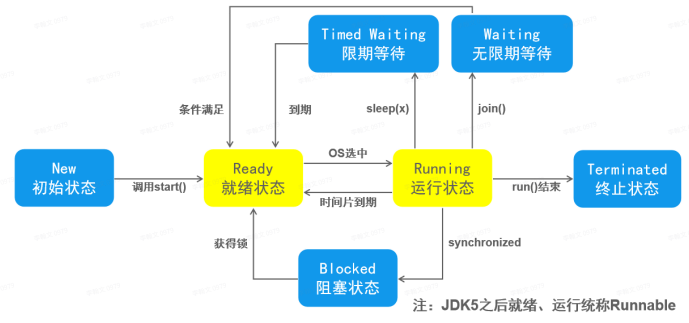 Timed Waiting
限期等待
Waiting
无限期等待
条件满足
到期
sleep(x)
join()
New
初始状态
调用start()
Ready
就绪状态
OS选中
时间片到期
Running
运行状态
run()结束
Terminated
终止状态
获得锁
synchronized
Blocked
阻塞状态
注：JDK5之后就绪、运行统称Runnable